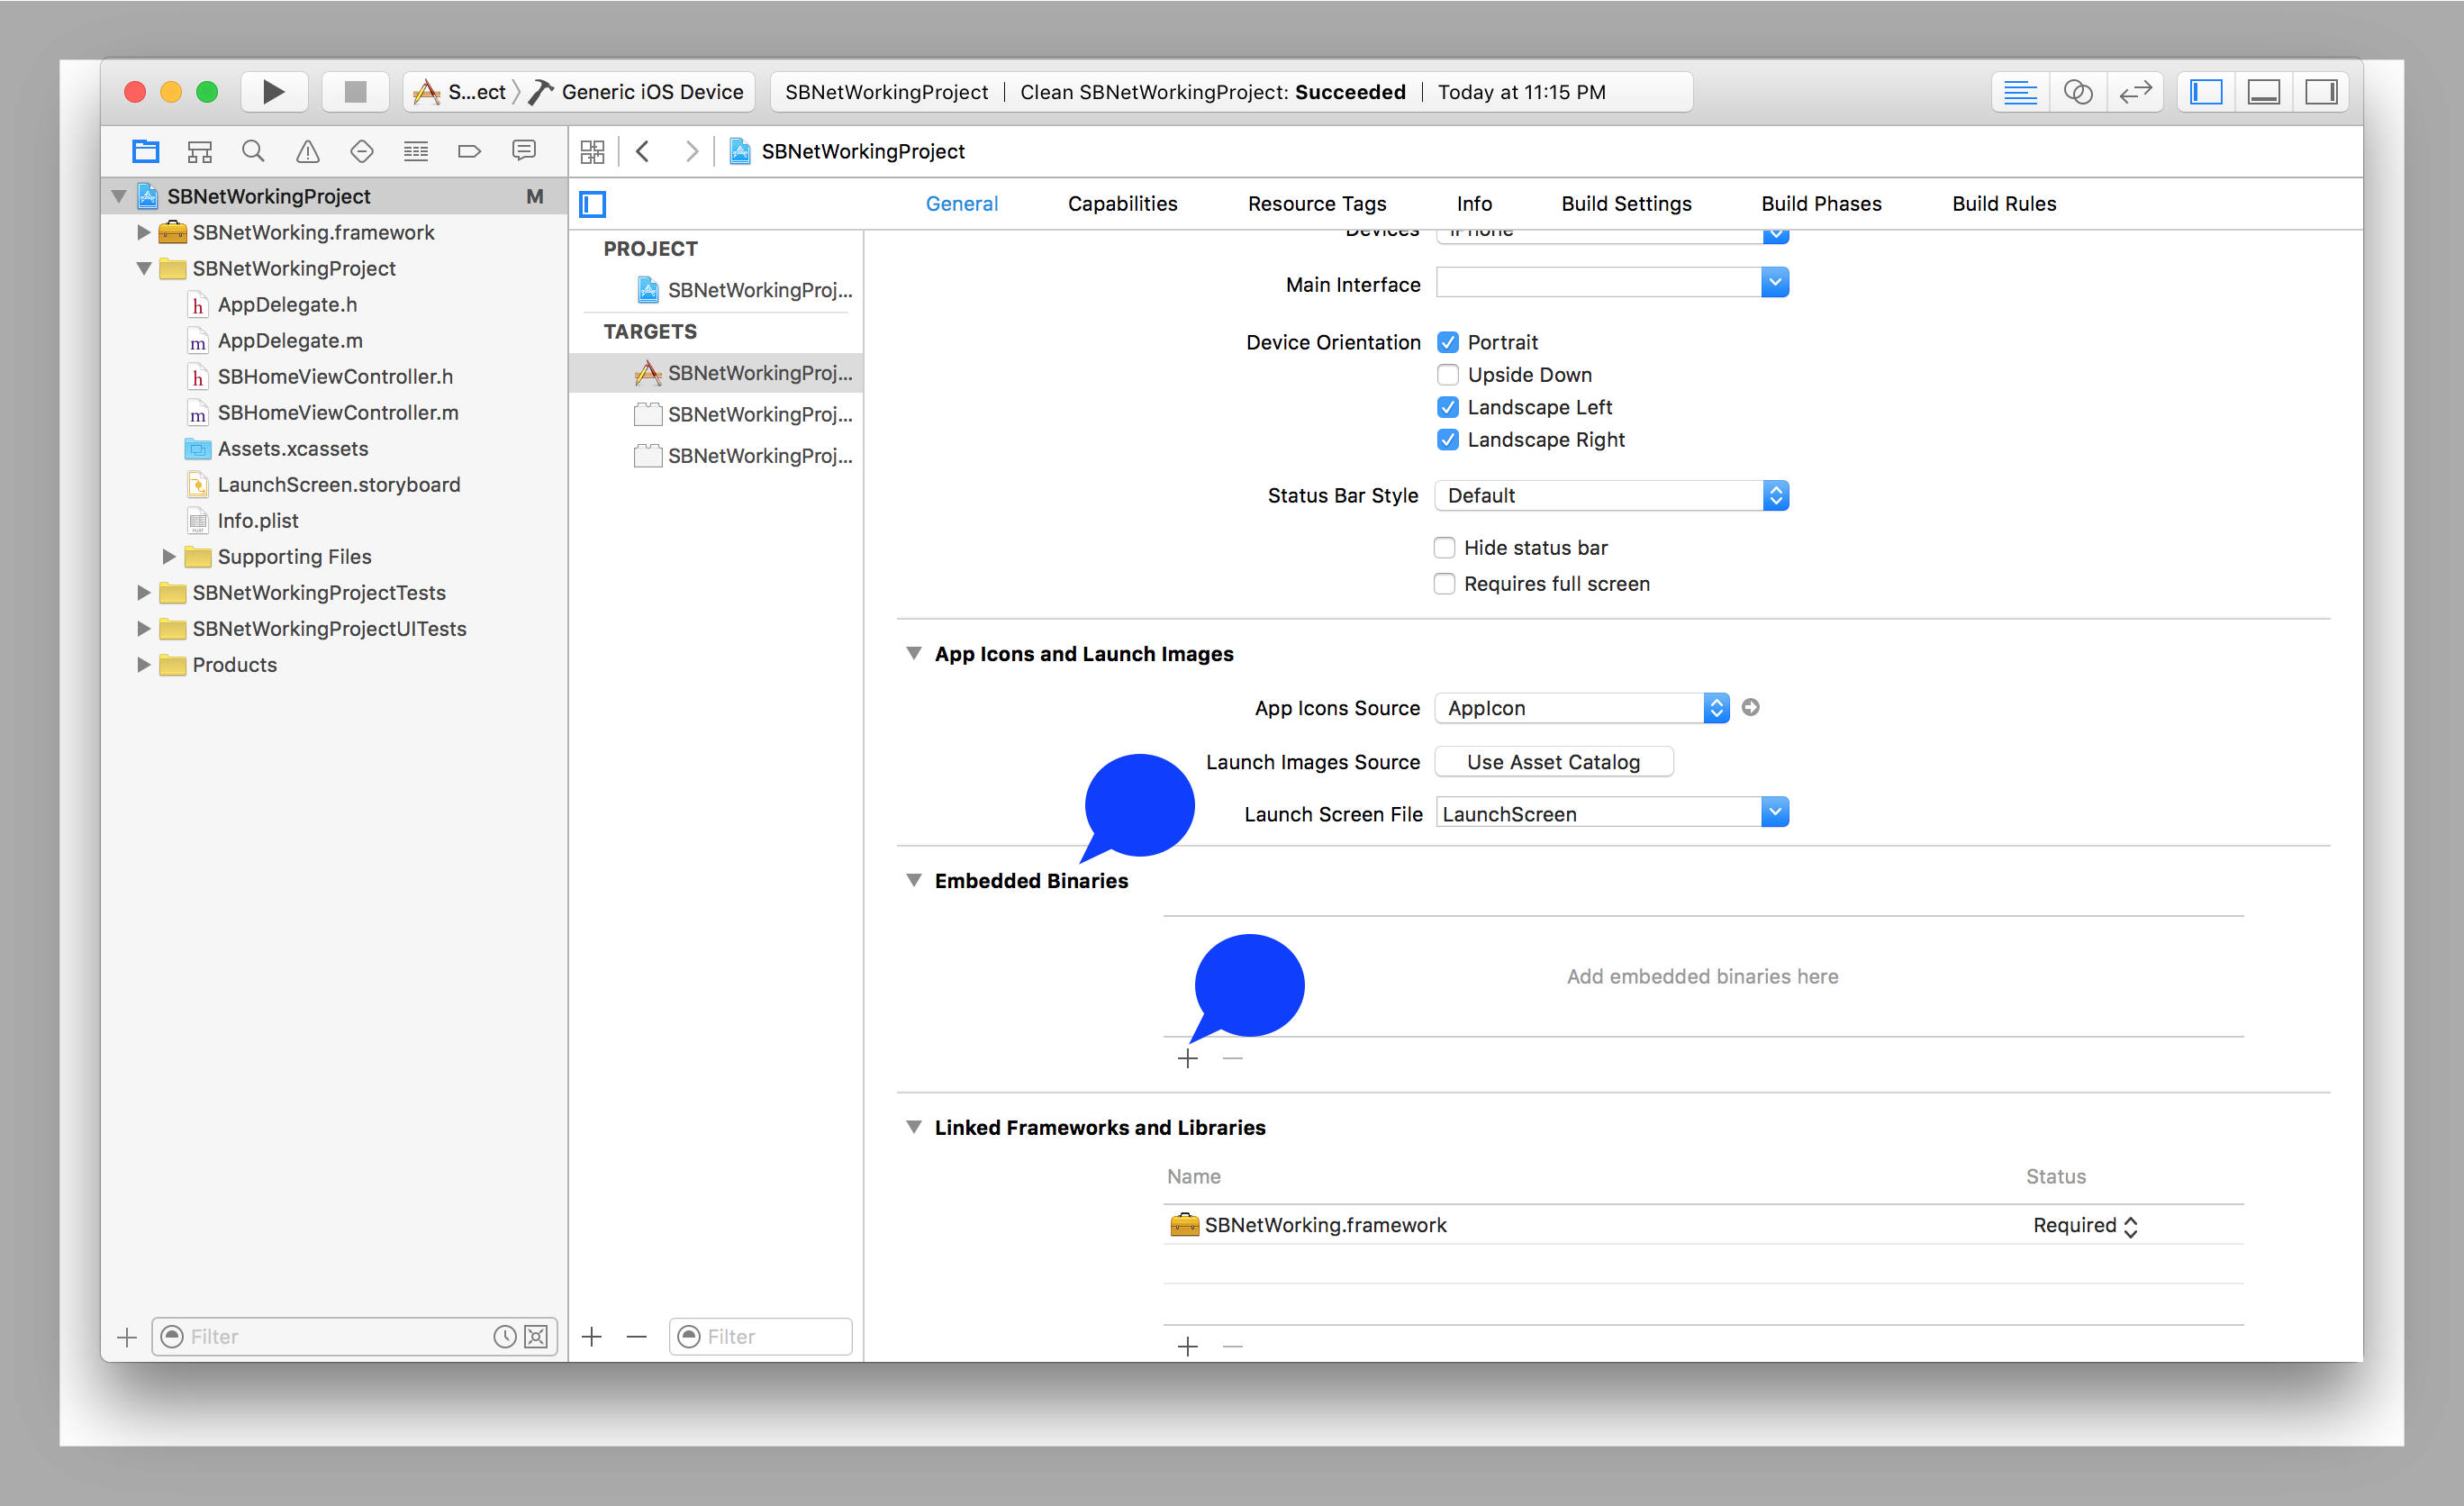 S...ect
Generic iOS Device
SBNetWorkingProject
Clean SBNetWorkingProject: Succeeded
Today at 11:15 PM
SBNetWorkingProject
SBNetWorkingProject
M
SBNetWorking.framework
SBNetWorkingProject
h AppDelegate.h
m AppDelegate.m
h SBHomeViewController.h
m SBHomeViewController.m
Assets.xcassets
LaunchScreen.storyboard
Info.plist
Supporting Files
SBNetWorkingProjectTests
SBNetWorkingProjectUITests
Products
Filter
General
Capabilities
Resource Tags
Info
Build Settings
Build Phases
Build Rules
PROJECT
SBNetWorkingProj...
TARGETS
SBNetWorkingProj...
SBNetWorkingProj...
SBNetWorkingProj...
Filter
Devices iPhone
Main Interface
Device Orientation
Portrait
Upside Down
Landscape Left
Landscape Right
Status Bar Style Default
Hide status bar
Requires full screen
App Icons and Launch Images
App Icons Source AppIcon
Launch Images Source Use Asset Catalog
Launch Screen File LaunchScreen
Embedded Binaries
Add embedded binaries here
Linked Frameworks and Libraries
Name Status
SBNetWorking.framework Required